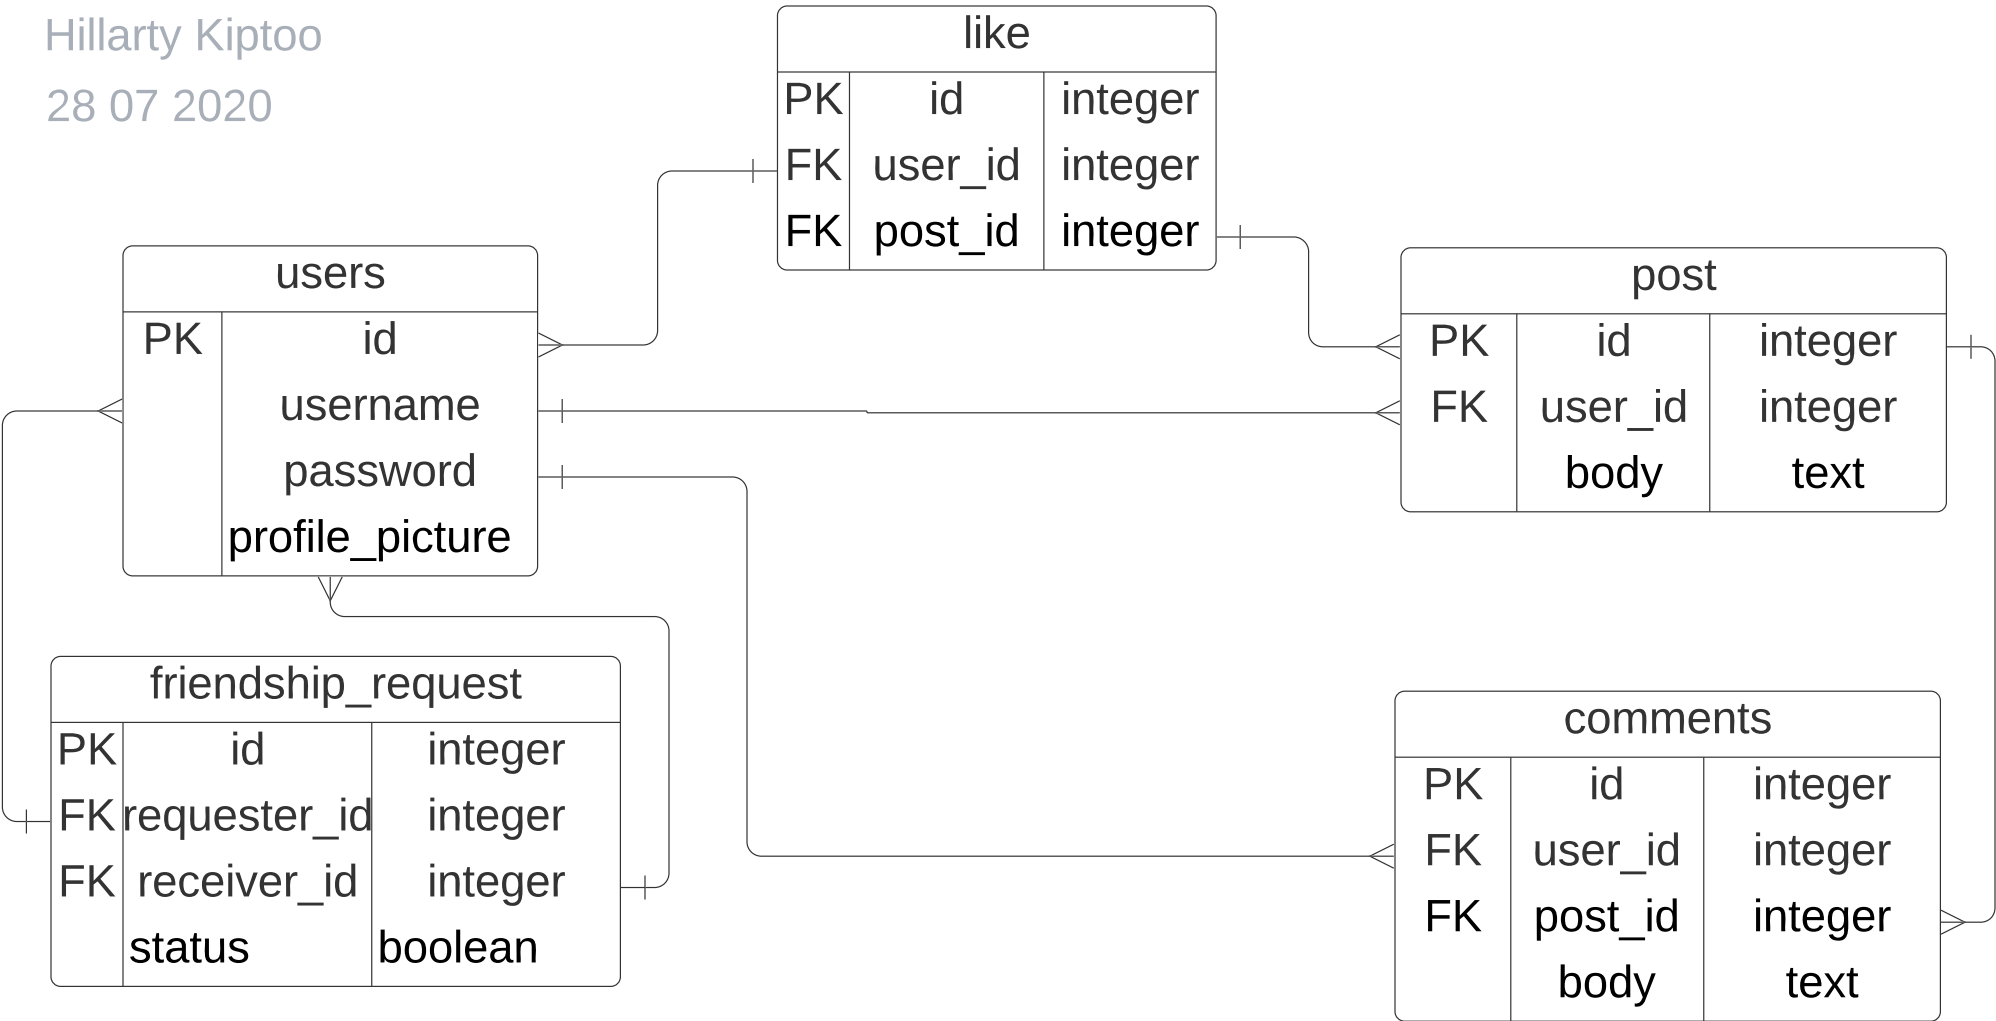 Hillarty Kiptoo
28 07 2020
like
PK id integer
FK user_id integer
FK post_id integer
users
PK id
username
password
profile_picture
post
PK id integer
FK user_id integer
body text
friendship_request
PK id integer
FK requester_id integer
FK receiver_id integer
status boolean
comments
PK id integer
FK user_id integer
FK post_id integer
body text